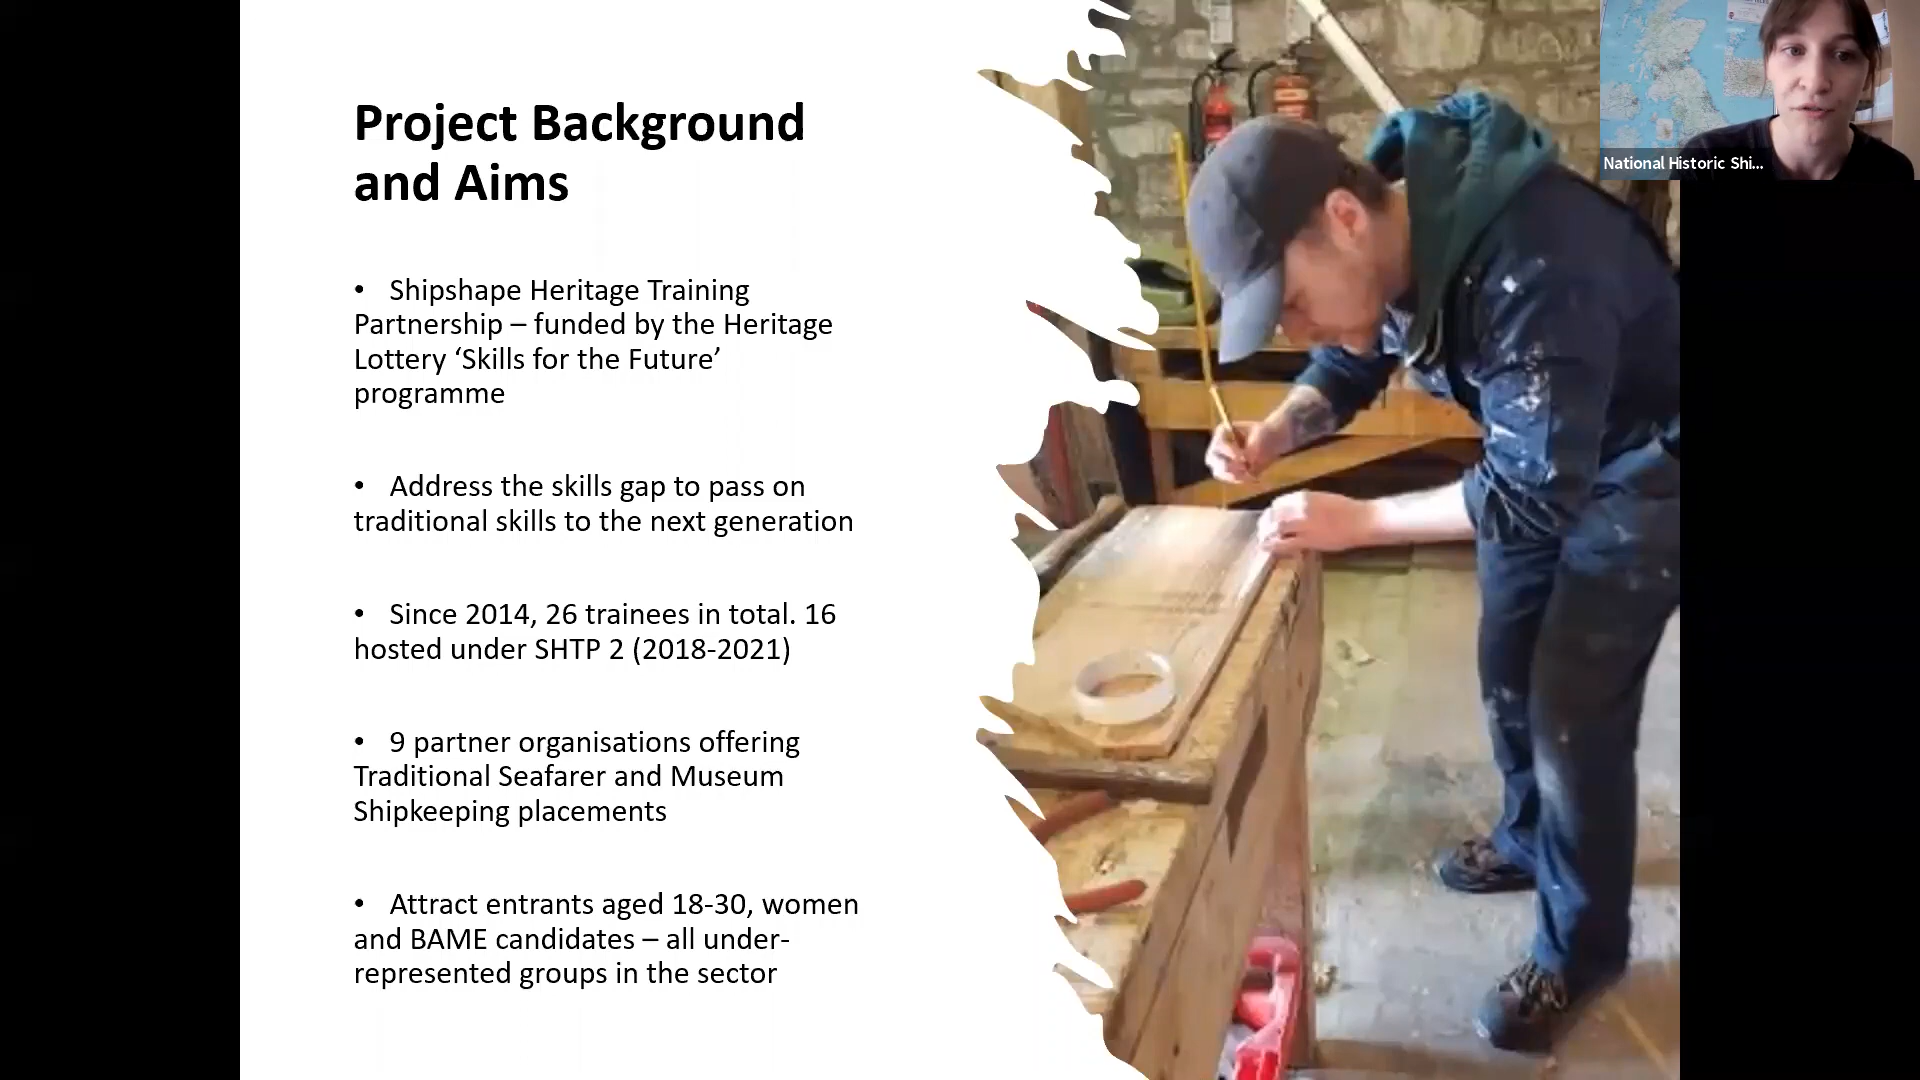 Project Background
and Aims
• Shipshape Heritage Training
Partnership – funded by the Heritage
Lottery ‘Skills for the Future’
programme
• Address the skills gap to pass on
traditional skills to the next generation
• Since 2014, 26 trainees in total. 16
hosted under SHTP 2 (2018-2021)
• 9 partner organisations offering
Traditional Seafarer and Museum
Shipkeeping placements
• Attract entrants aged 18-30, women
and BAME candidates – all under-
represented groups in the sector
National Historic Shi...